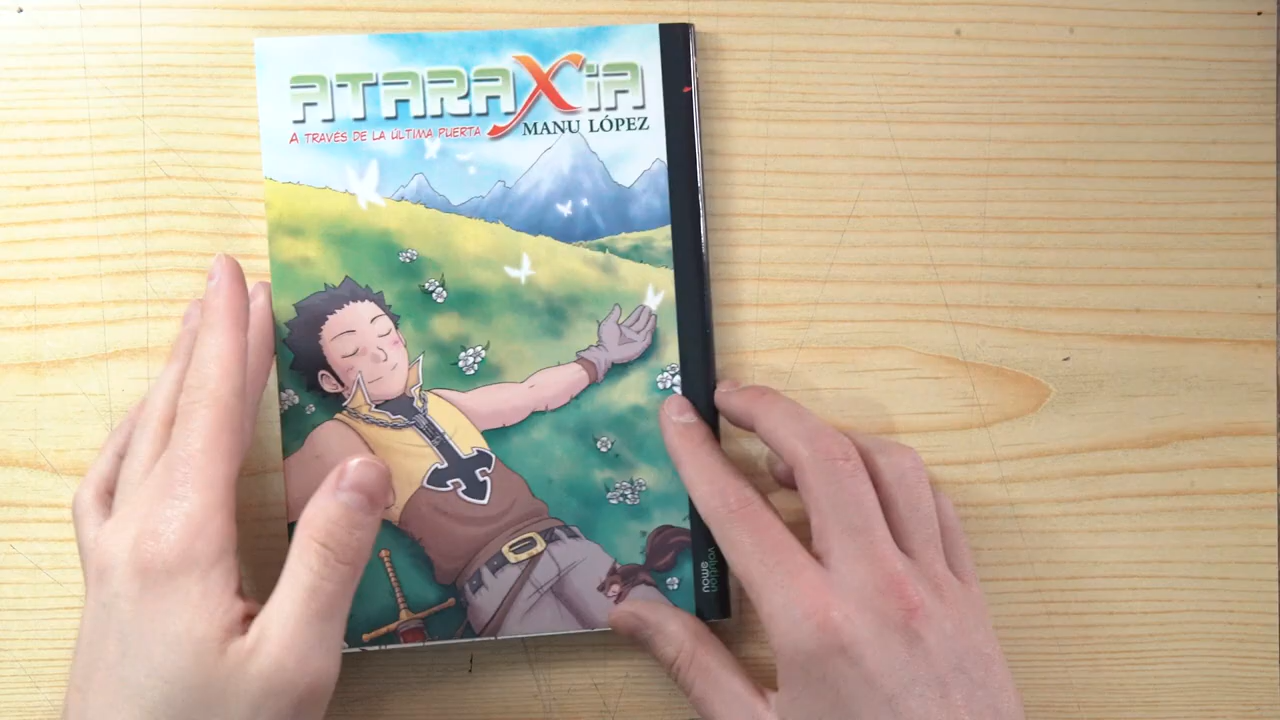 ATARAXiA
A TRAVÉS DE LA ÚLTIMA PUERTA
MANU LÓPEZ
nowe
volution